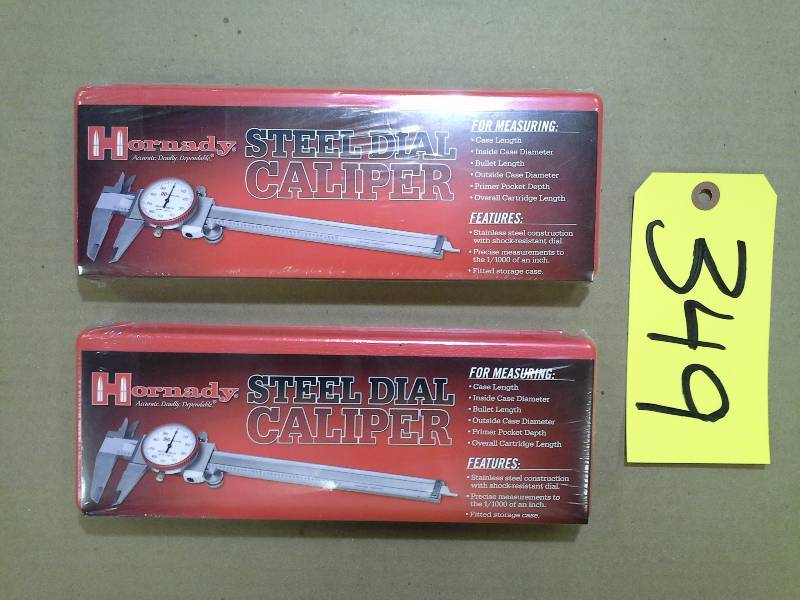 Hornady
Accurate. Deadly. Dependable.®
STEEL DIAL
CALIPER
FOR MEASURING:
• Case Length
• Inside Case Diameter
• Bullet Length
• Outside Case Diameter
• Primer Pocket Depth
• Overall Cartridge Length
FEATURES:
• Stainless steel construction
with shock-resistant dial.
• Precise measurements to
the 1/1000 of an inch.
• Fitted storage case.
Hornady
Accurate. Deadly. Dependable.®
STEEL DIAL
CALIPER
FOR MEASURING:
• Case Length
• Inside Case Diameter
• Bullet Length
• Outside Case Diameter
• Primer Pocket Depth
• Overall Cartridge Length
FEATURES:
• Stainless steel construction
with shock-resistant dial.
• Precise measurements to
the 1/1000 of an inch.
• Fitted storage case.
349